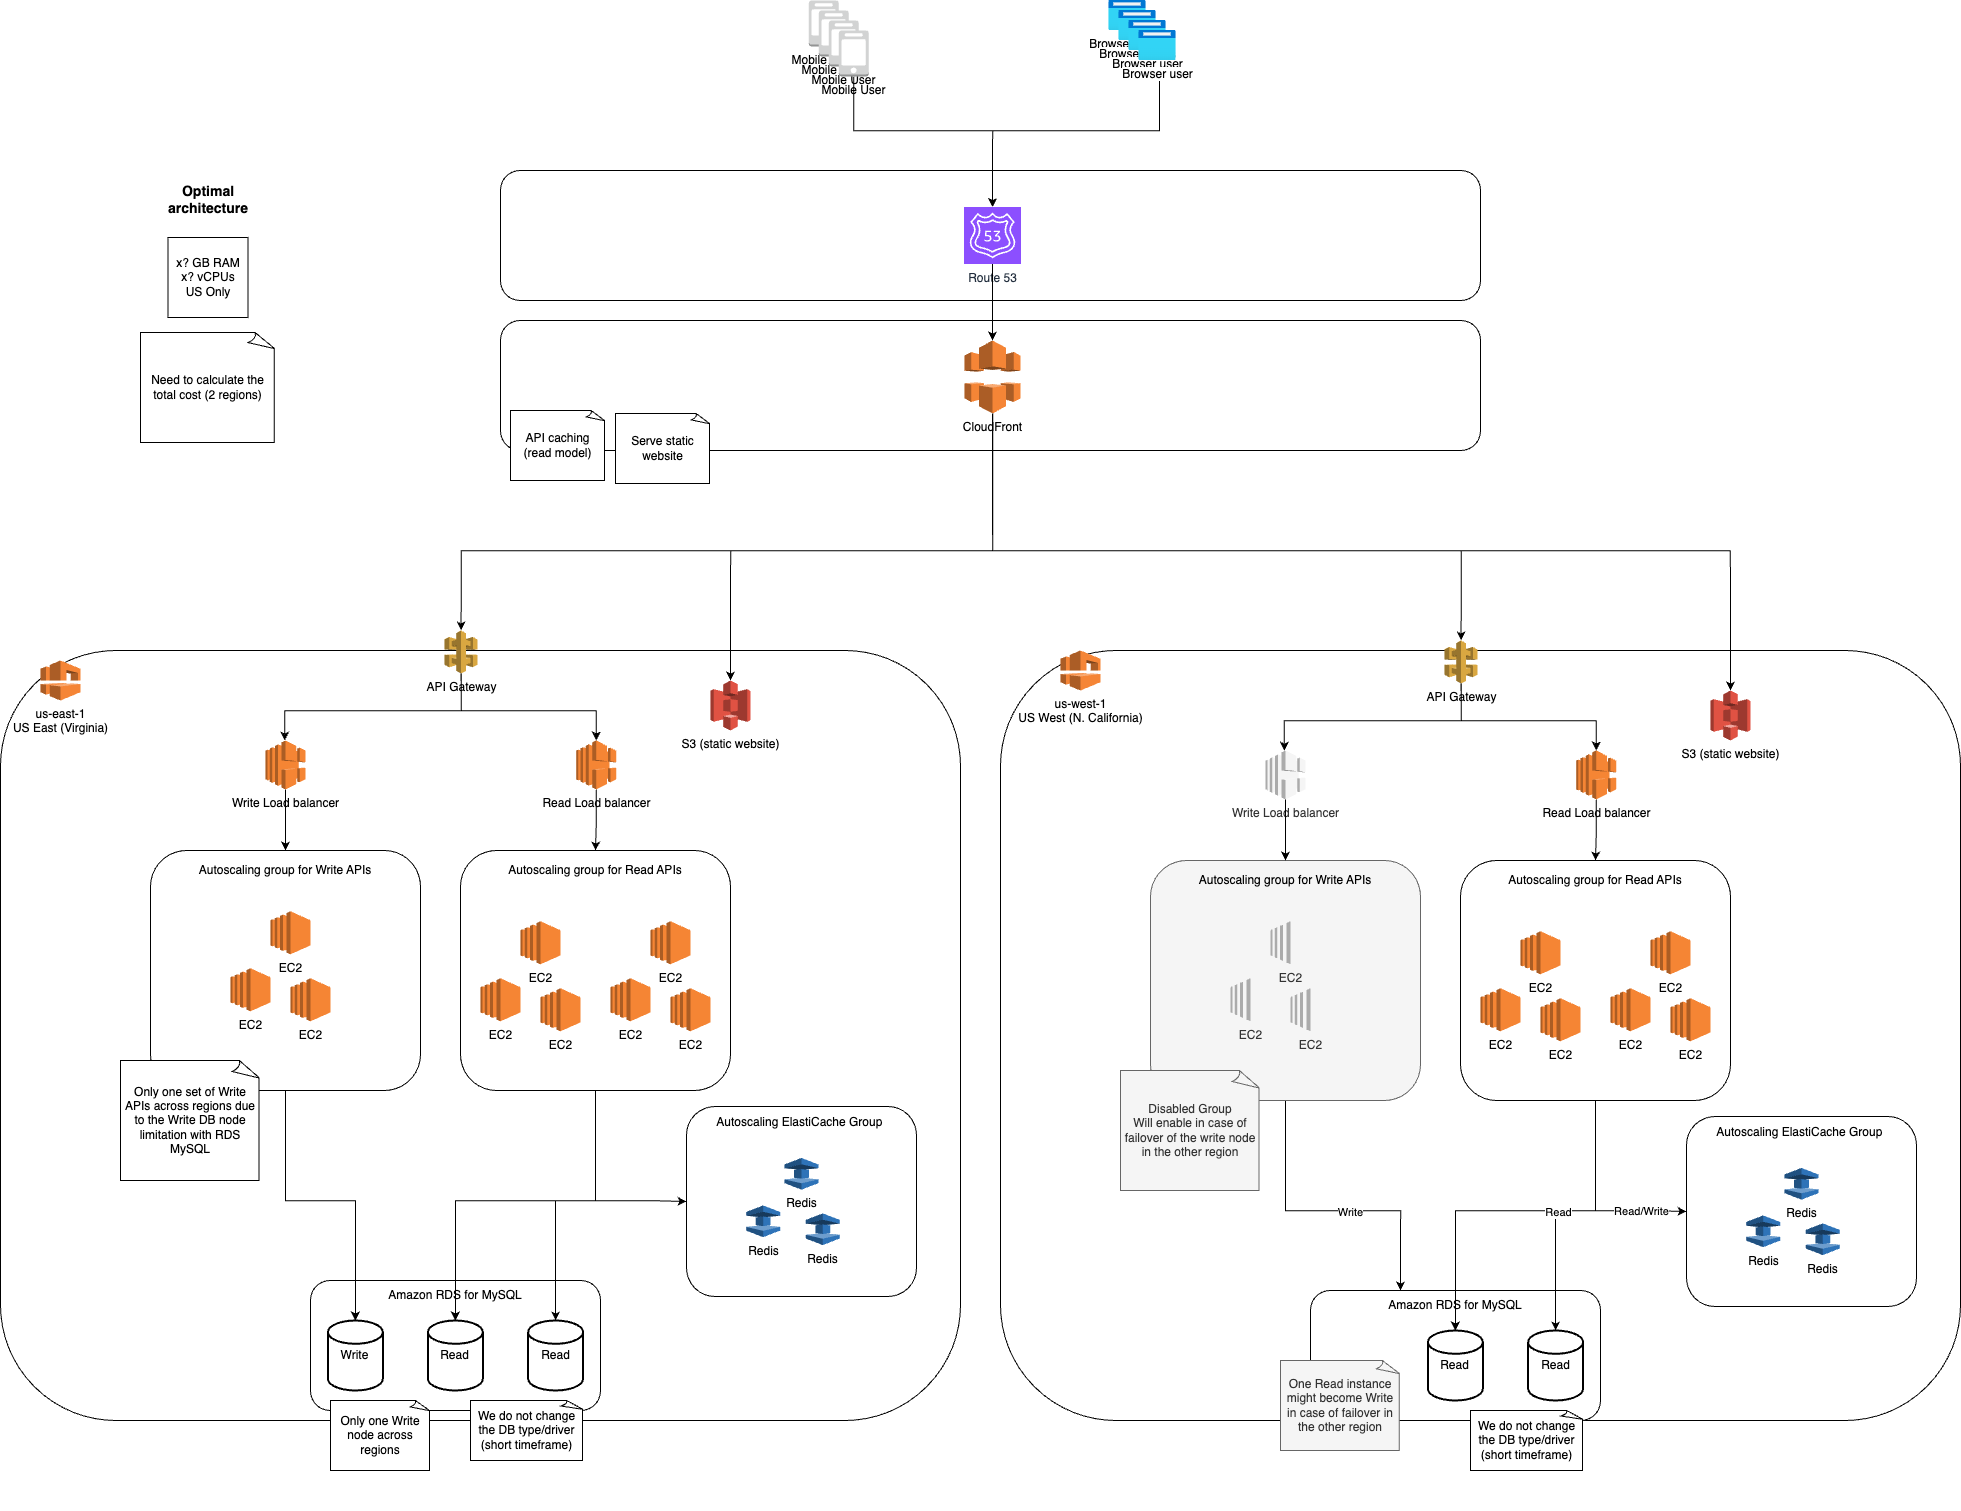 Mobile
Mobile
Mobile User
Mobile User
Browse
Browse
Browser user
Browser user
Optimal
architecture
x? GB RAM
x? vCPUs
US Only
Need to calculate the
total cost (2 regions)
53
Route 53
CloudFront
API caching
(read model)
Serve static
website
us-east-1
US East (Virginia)
API Gateway
S3 (static website)
Write Load balancer
Read Load balancer
Autoscaling group for Write APIs
EC2
EC2
EC2
Autoscaling group for Read APIs
EC2
EC2
EC2
EC2
EC2
EC2
Only one set of Write
APIs across regions due
to the Write DB node
limitation with RDS
MySQL
Autoscaling ElastiCache Group
Redis
Redis
Redis
Amazon RDS for MySQL
Write
Read
Read
Only one Write
node across
regions
We do not change
the DB type/driver
(short timeframe)
us-west-1
US West (N. California)
API Gateway
S3 (static website)
Write Load balancer
Read Load balancer
Autoscaling group for Write APIs
EC2
EC2
EC2
Autoscaling group for Read APIs
EC2
EC2
EC2
EC2
EC2
EC2
Disabled Group
Will enable in case of
failover of the write node
in the other region
Write
Read
Read/Write
Autoscaling ElastiCache Group
Redis
Redis
Redis
Amazon RDS for MySQL
Read
Read
One Read instance
might become Write
in case of failover in
the other region
We do not change
the DB type/driver
(short timeframe)